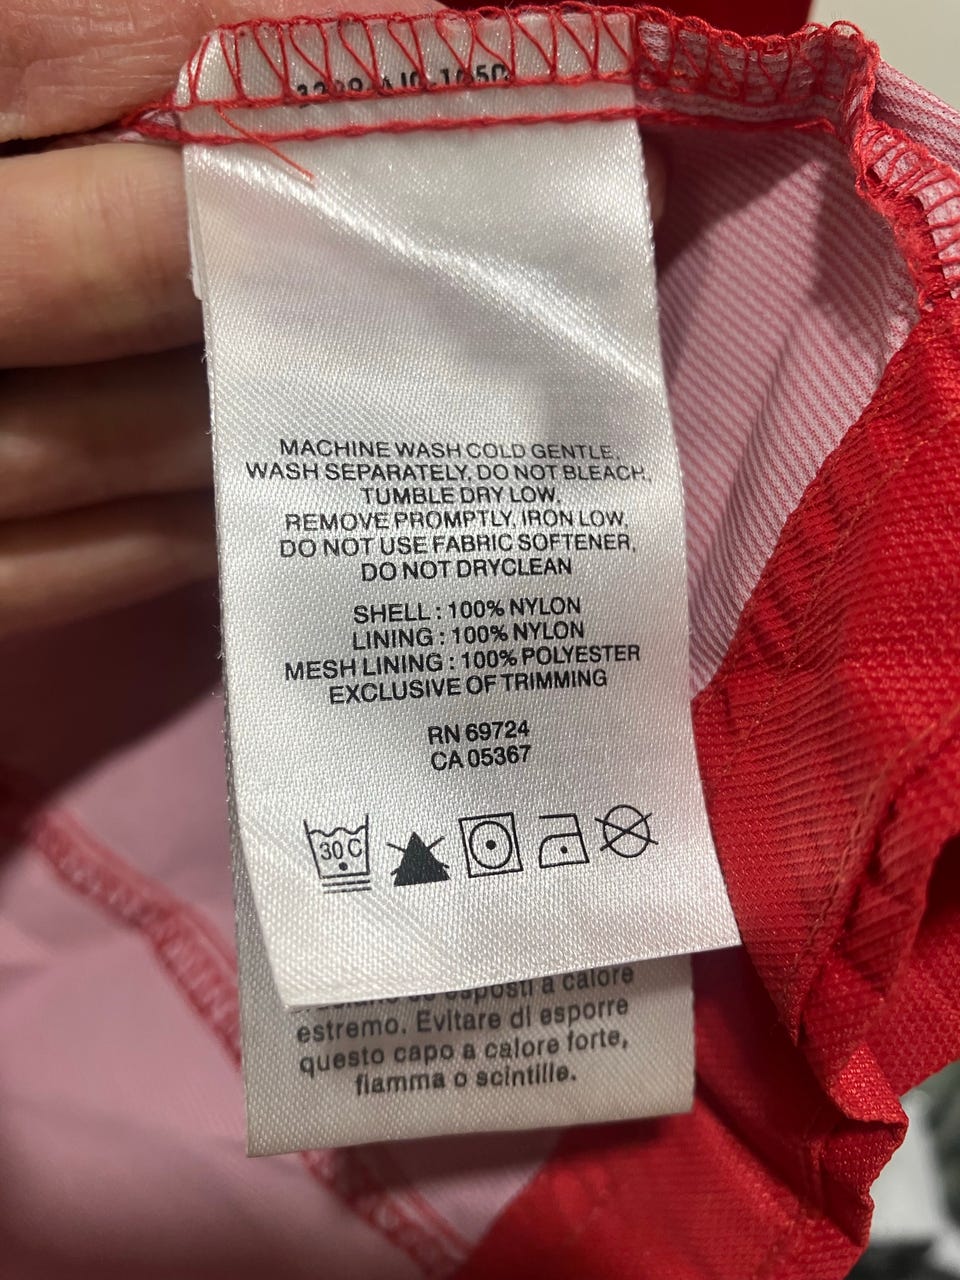 MACHINE WASH COLD GENTLE.
WASH SEPARATELY. DO NOT BLEACH.
TUMBLE DRY LOW.
REMOVE PROMPTLY. IRON LOW.
DO NOT USE FABRIC SOFTENER,
DO NOT DRYCLEAN
SHELL : 100% NYLON
LINING : 100% NYLON
MESH LINING : 100% POLYESTER
EXCLUSIVE OF TRIMMING
RN 69724
CA 05367
30 C
esposti a calore
estremo. Evitare di esporre
questo capo a calore forte,
fiamma o scintille.